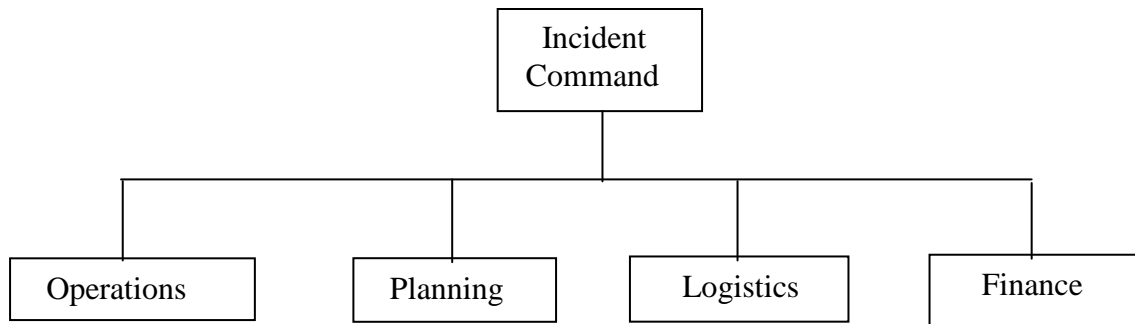 Incident
Command
Operations
Planning
Logistics
Finance